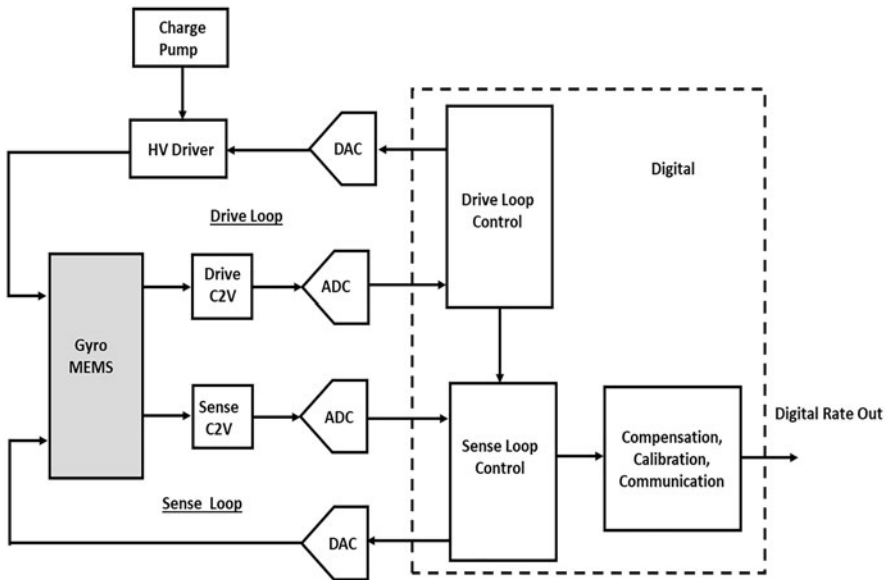 Charge
Pump
HV Driver
DAC
Drive Loop
Control
Digital
Drive Loop
Drive
C2V
ADC
Gyro
MEMS
Sense
C2V
ADC
Sense Loop
Control
Compensation,
Calibration,
Communication
Digital Rate Out
Sense Loop
DAC